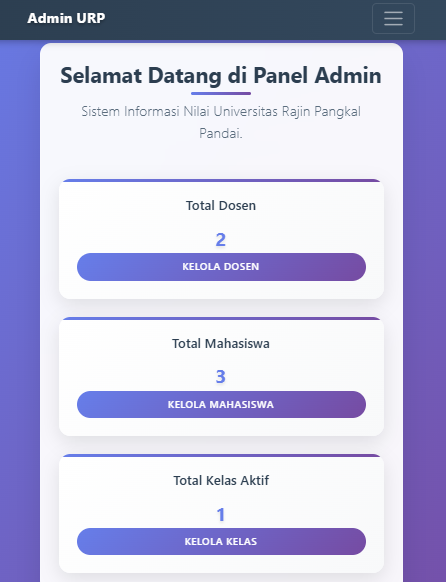 Admin URP
Selamat Datang di Panel Admin
Sistem Informasi Nilai Universitas Rajin Pangkal
Pandai.
Total Dosen
2
KELOLA DOSEN
Total Mahasiswa
3
KELOLA MAHASISWA
Total Kelas Aktif
1
KELOLA KELAS